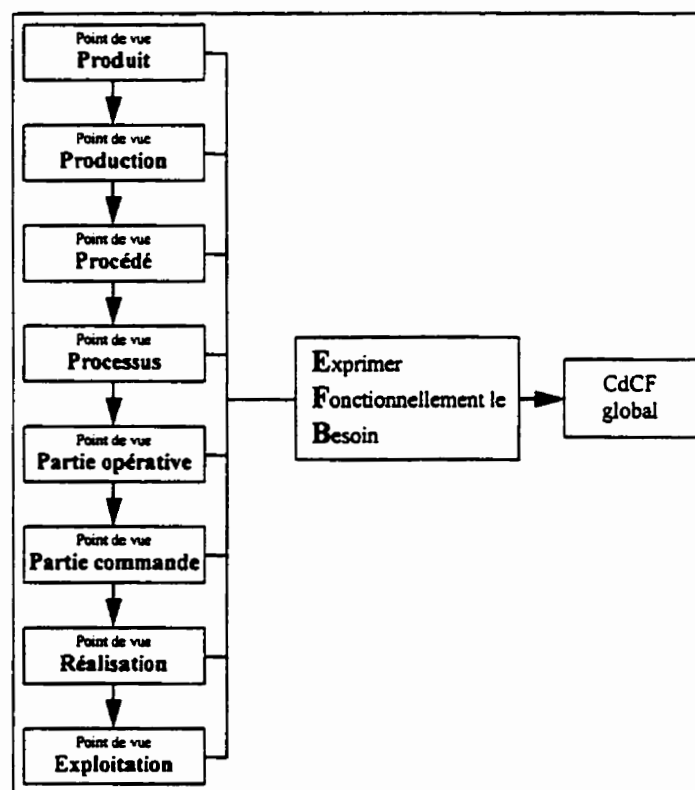 Point de vue
Produit
Point de vue
Production
Point de vue
Procédé
Point de vue
Processus
Point de vue
Partie opérative
Point de vue
Partie commande
Point de vue
Réalisation
Point de vue
Exploitation
Exprimer
Fonctionnellement le
Besoin
CdCF
global